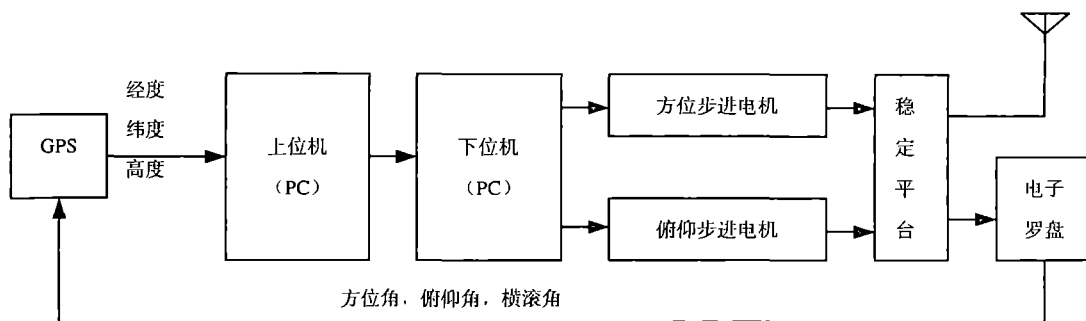 GPS
经度
纬度
高度
上位机
（PC）
下位机
（PC）
方位步进电机
俯仰步进电机
稳
定
平
台
电子
罗盘
方位角，俯仰角，横滚角